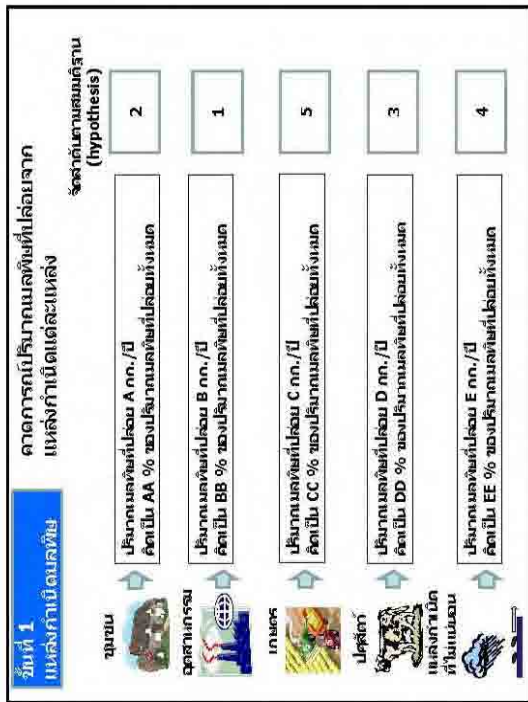 ขั้นที่ 1
แหล่งกำเนิดมลพิษ
คาดการณ์ปริมาณมลพิษที่ปล่อยจาก
แหล่งกำเนิดแต่ละแหล่ง
จัดลำดับตามสมมติฐาน
(hypothesis)
ชุมชน
ปริมาณมลพิษที่ปล่อย A กก./ปี
คิดเป็น AA % ของปริมาณมลพิษที่ปล่อยทั้งหมด
2
อุตสาหกรรม
ปริมาณมลพิษที่ปล่อย B กก./ปี
คิดเป็น BB % ของปริมาณมลพิษที่ปล่อยทั้งหมด
1
เกษตร
ปริมาณมลพิษที่ปล่อย C กก./ปี
คิดเป็น CC % ของปริมาณมลพิษที่ปล่อยทั้งหมด
5
ปศุสัตว์
ปริมาณมลพิษที่ปล่อย D กก./ปี
คิดเป็น DD % ของปริมาณมลพิษที่ปล่อยทั้งหมด
3
แหล่งกำเนิด
ที่ไม่แน่นอน
ปริมาณมลพิษที่ปล่อย E กก./ปี
คิดเป็น EE % ของปริมาณมลพิษที่ปล่อยทั้งหมด
4